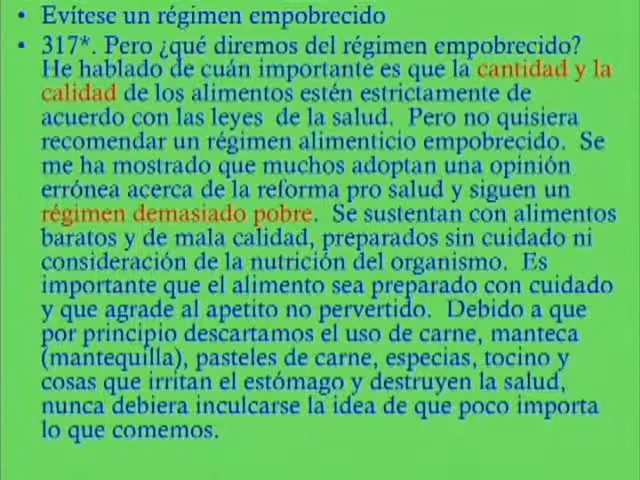 • Evítese un régimen empobrecido
• 317*. Pero ¿qué diremos del régimen empobrecido?
He hablado de cuán importante es que la cantidad y la
calidad de los alimentos estén estrictamente de
acuerdo con las leyes de la salud. Pero no quisiera
recomendar un régimen alimenticio empobrecido. Se
me ha mostrado que muchos adoptan una opinión
errónea acerca de la reforma pro salud y siguen un
régimen demasiado pobre. Se sustentan con alimentos
baratos y de mala calidad, preparados sin cuidado ni
consideración de la nutrición del organismo. Es
importante que el alimento sea preparado con cuidado
y que agrade al apetito no pervertido. Debido a que
por principio descartamos el uso de carne, manteca
(mantequilla), pasteles de carne, especias, tocino y
cosas que irritan el estómago y destruyen la salud,
nunca debiera inculcarse la idea de que poco importa
lo que comemos.